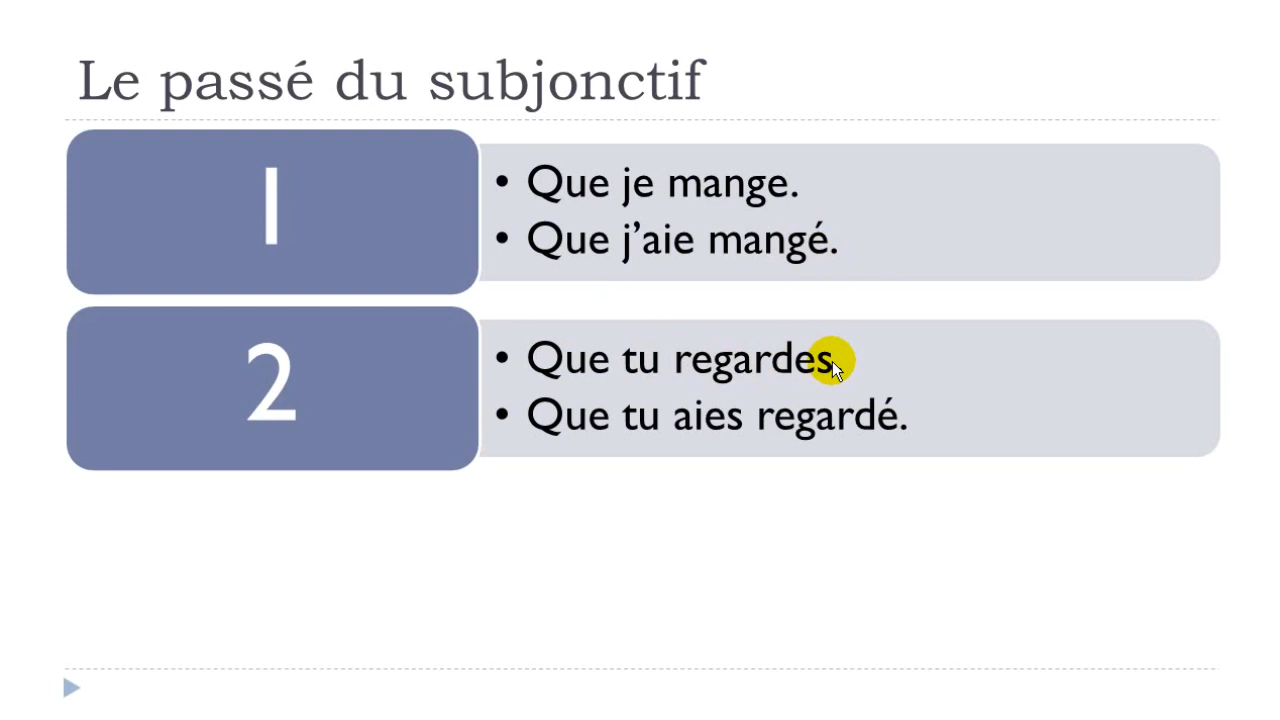 Le passé du subjonctif
1
• Que je mange.
• Que j’aie mangé.
2
• Que tu regardes
• Que tu aies regardé.